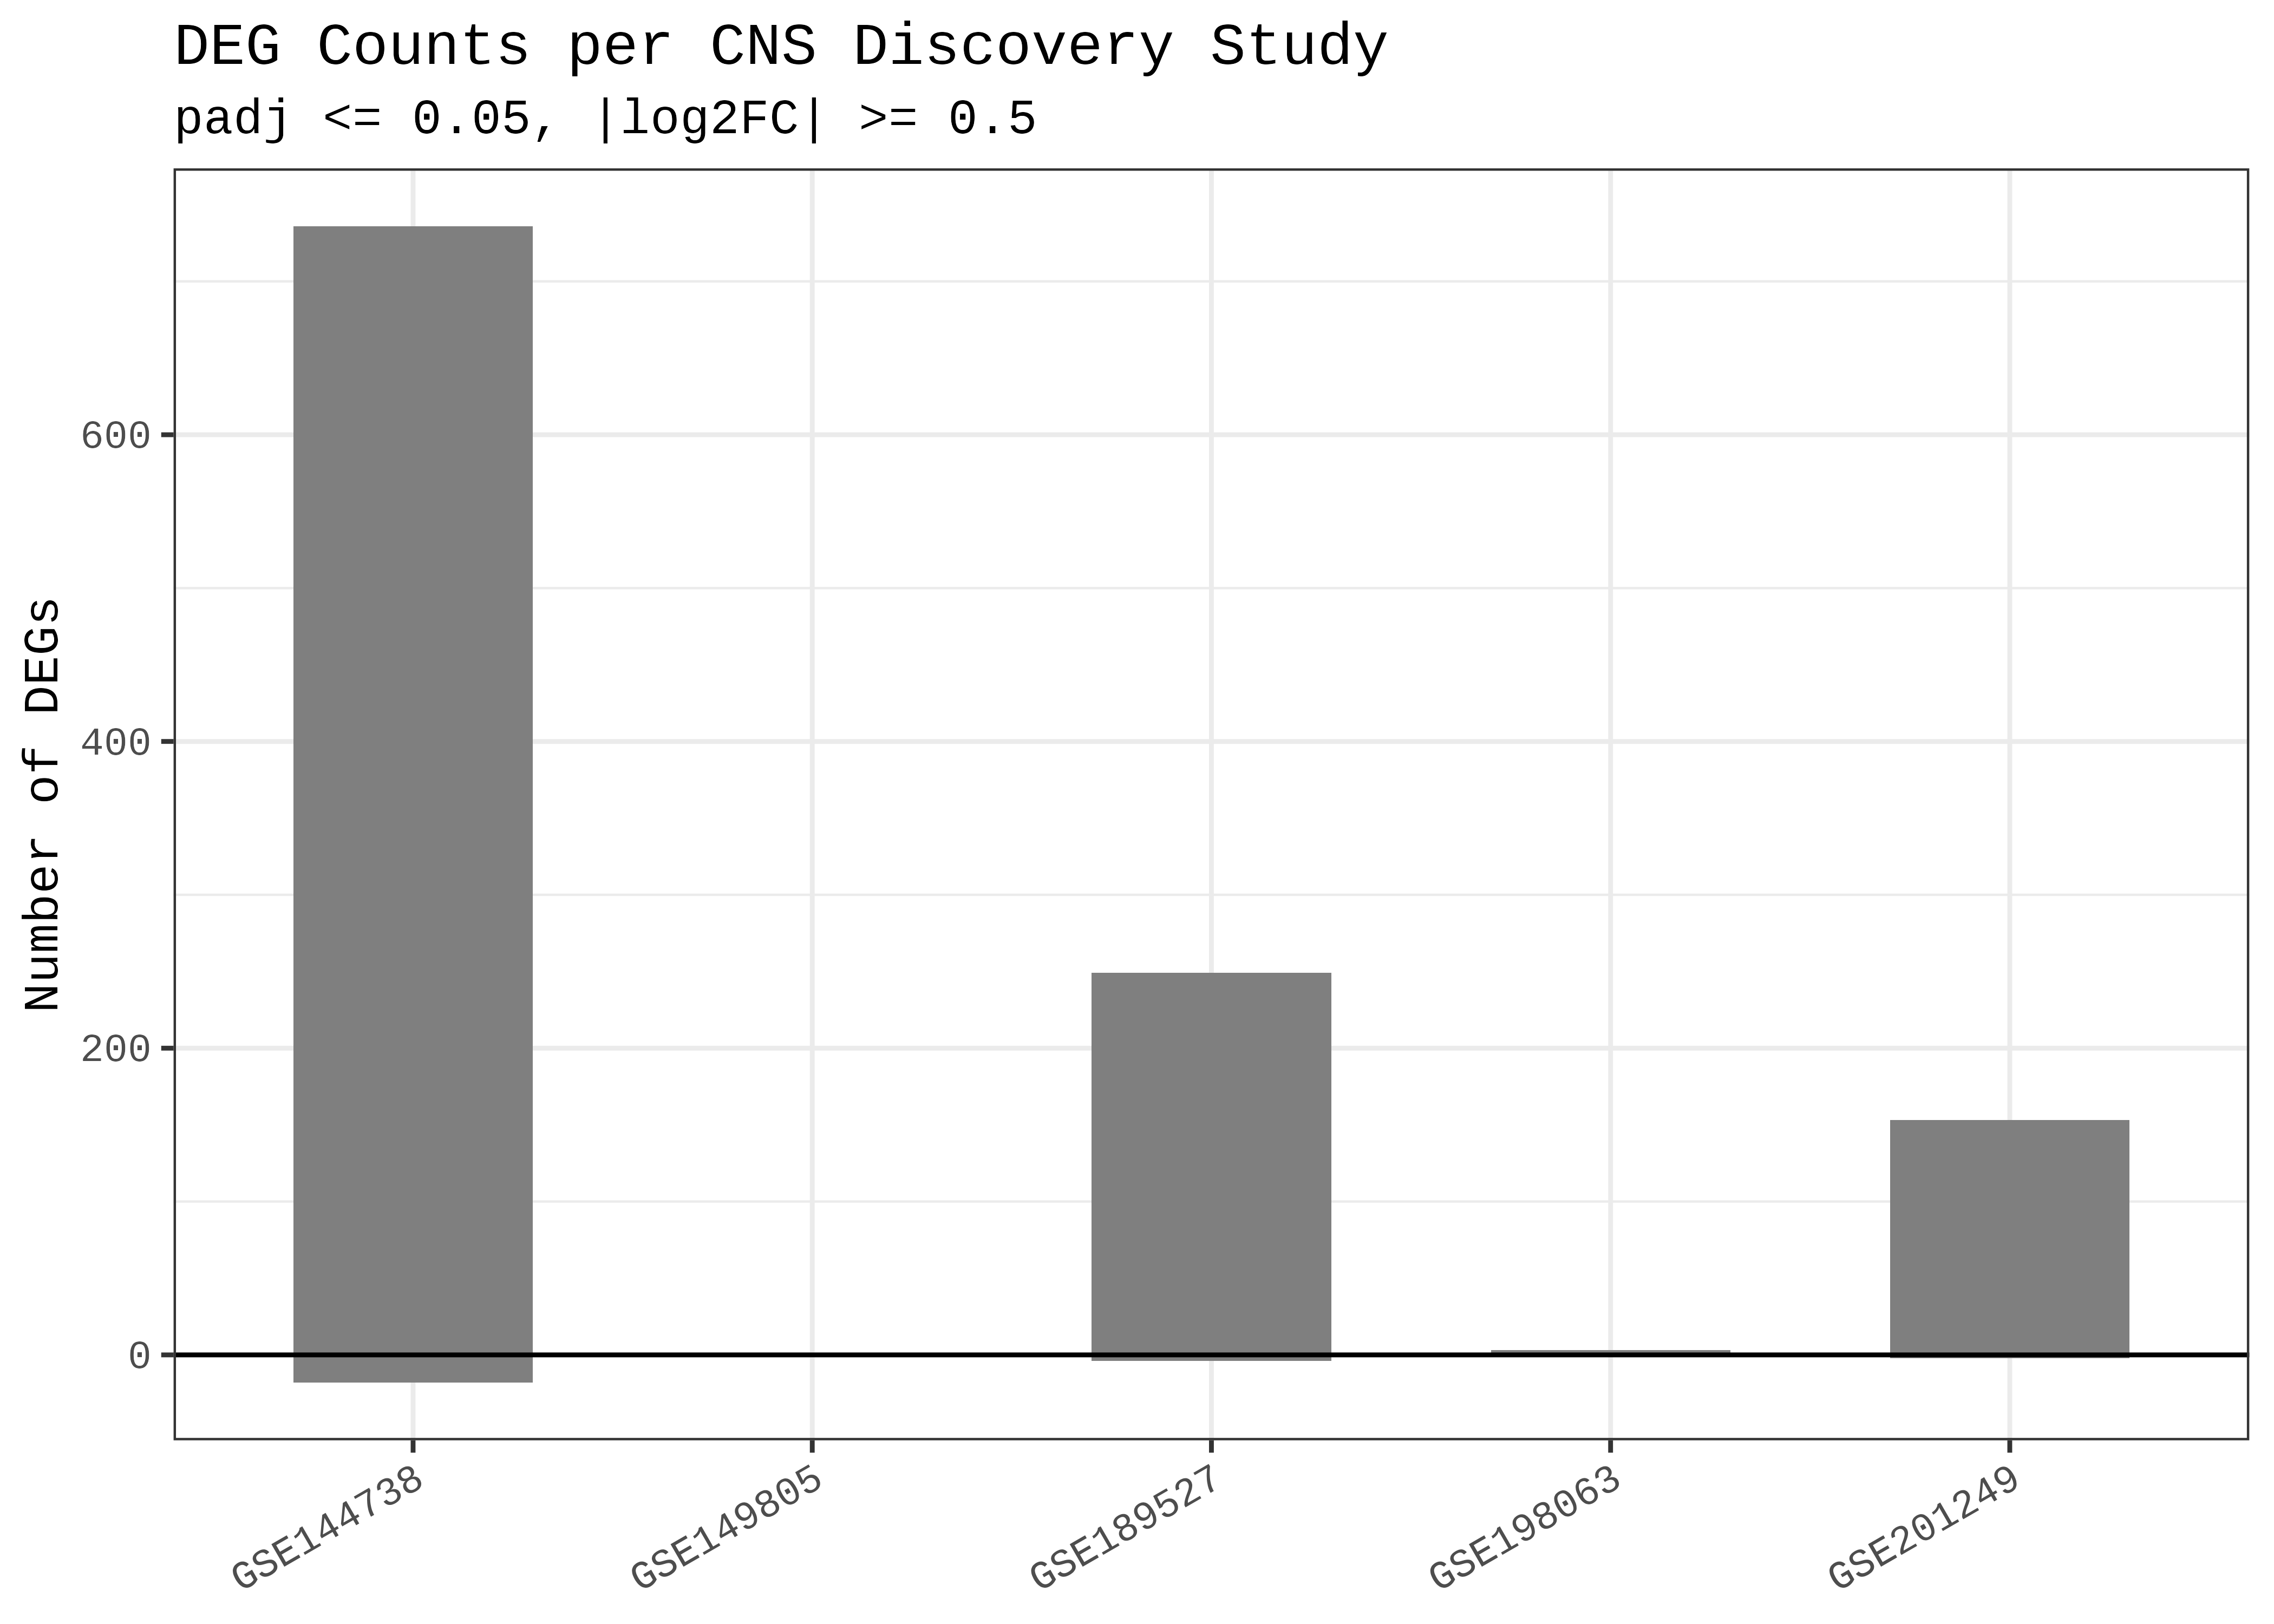 DEG Counts per CNS Discovery Study
padj <= 0.05, |log2FC| >= 0.5
Number of DEGs
600
400
200
0
GSE144738
GSE149805
GSE189527
GSE198063
GSE201249